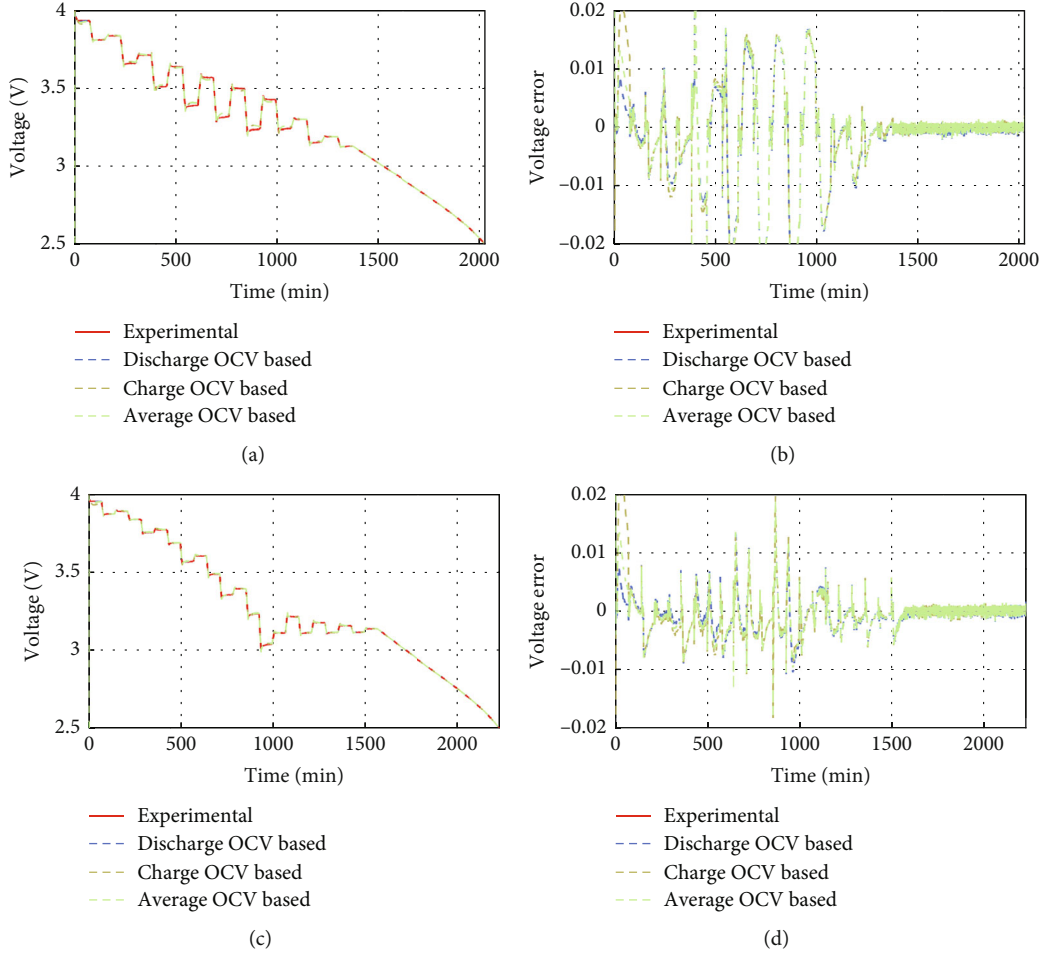 4
3.5
3
2.5
Voltage (V)
0
500
1000
1500
2000
Time (min)
Experimental
Discharge OCV based
Charge OCV based
Average OCV based
(a)
0.02
0.01
0
−0.01
−0.02
Voltage error
0
500
1000
1500
2000
Time (min)
Discharge OCV based
Charge OCV based
Average OCV based
(b)
4
3.5
3
2.5
Voltage (V)
0
500
1000
1500
2000
Time (min)
Experimental
Discharge OCV based
Charge OCV based
Average OCV based
(c)
0.02
0.01
0
−0.01
−0.02
Voltage error
0
500
1000
1500
2000
Time (min)
Experimental
Discharge OCV based
Charge OCV based
Average OCV based
(d)